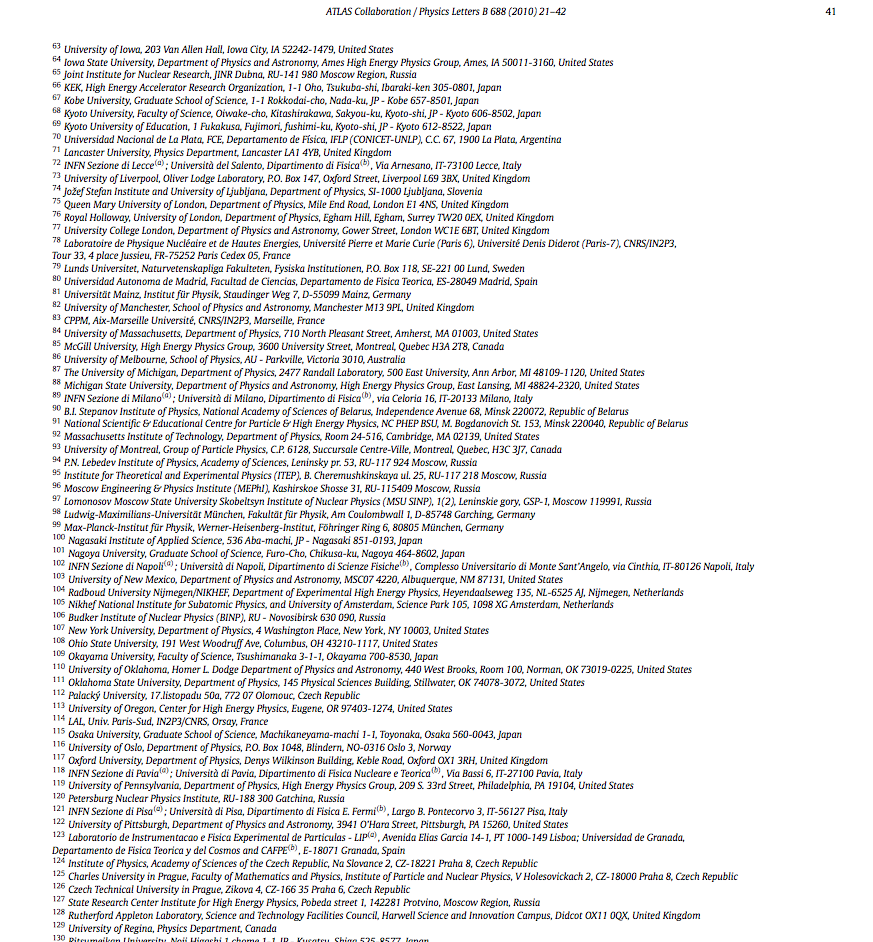 ATLAS Collaboration / Physics Letters B 688 (2010) 21–42 41
63 University of Iowa, 203 Van Allen Hall, Iowa City, IA 52242-1479, United States
64 Iowa State University, Department of Physics and Astronomy, Ames High Energy Physics Group, Ames, IA 50011-3160, United States
65 Joint Institute for Nuclear Research, JINR Dubna, RU-141 980 Moscow Region, Russia
66 KEK, High Energy Accelerator Research Organization, 1-1 Oho, Tsukuba-shi, Ibaraki-ken 305-0801, Japan
67 Kobe University, Graduate School of Science, 1-1 Rokkodai-cho, Nada-ku, JP - Kobe 657-8501, Japan
68 Kyoto University, Faculty of Science, Oiwake-cho, Kitashirakawa, Sakyou-ku, Kyoto-shi, JP - Kyoto 606-8502, Japan
69 Kyoto University of Education, 1 Fukakusa, Fujimori, fushimi-ku, Kyoto-shi, JP - Kyoto 612-8522, Japan
70 Universidad Nacional de La Plata, FCE, Departamento de Física, IFLP (CONICET-UNLP), C.C. 67, 1900 La Plata, Argentina
71 Lancaster University, Physics Department, Lancaster LA1 4YB, United Kingdom
72 INFN Sezione di Lecce(a); Università del Salento, Dipartimento di Fisica(b), Via Arnesano, IT-73100 Lecce, Italy
73 University of Liverpool, Oliver Lodge Laboratory, P.O. Box 147, Oxford Street, Liverpool L69 3BX, United Kingdom
74 Jožef Stefan Institute and University of Ljubljana, Department of Physics, SI-1000 Ljubljana, Slovenia
75 Queen Mary University of London, Department of Physics, Mile End Road, London E1 4NS, United Kingdom
76 Royal Holloway, University of London, Department of Physics, Egham Hill, Egham, Surrey TW20 0EX, United Kingdom
77 University College London, Department of Physics and Astronomy, Gower Street, London WC1E 6BT, United Kingdom
78 Laboratoire de Physique Nucléaire et de Hautes Energies, Université Pierre et Marie Curie (Paris 6), Université Denis Diderot (Paris-7), CNRS/IN2P3,
Tour 33, 4 place Jussieu, FR-75252 Paris Cedex 05, France
79 Lunds Universitet, Naturvetenskapliga Fakulteten, Fysiska Institutionen, P.O. Box 118, SE-221 00 Lund, Sweden
80 Universidad Autonoma de Madrid, Facultad de Ciencias, Departamento de Fisica Teorica, ES-28049 Madrid, Spain
81 Universität Mainz, Institut für Physik, Staudinger Weg 7, D-55099 Mainz, Germany
82 University of Manchester, School of Physics and Astronomy, Manchester M13 9PL, United Kingdom
83 CPPM, Aix-Marseille Université, CNRS/IN2P3, Marseille, France
84 University of Massachusetts, Department of Physics, 710 North Pleasant Street, Amherst, MA 01003, United States
85 McGill University, High Energy Physics Group, 3600 University Street, Montreal, Quebec H3A 2T8, Canada
86 University of Melbourne, School of Physics, AU - Parkville, Victoria 3010, Australia
87 The University of Michigan, Department of Physics, 2477 Randall Laboratory, 500 East University, Ann Arbor, MI 48109-1120, United States
88 Michigan State University, Department of Physics and Astronomy, High Energy Physics Group, East Lansing, MI 48824-2320, United States
89 INFN Sezione di Milano(a); Università di Milano, Dipartimento di Fisica(b), via Celoria 16, IT-20133 Milano, Italy
90 B.I. Stepanov Institute of Physics, National Academy of Sciences of Belarus, Independence Avenue 68, Minsk 220072, Republic of Belarus
91 National Scientific & Educational Centre for Particle & High Energy Physics, NC PHEP BSU, M. Bogdanovich St. 153, Minsk 220040, Republic of Belarus
92 Massachusetts Institute of Technology, Department of Physics, Room 24-516, Cambridge, MA 02139, United States
93 University of Montreal, Group of Particle Physics, C.P. 6128, Succursale Centre-Ville, Montreal, Quebec, H3C 3J7, Canada
94 P.N. Lebedev Institute of Physics, Academy of Sciences, Leninsky pr. 53, RU-117 924 Moscow, Russia
95 Institute for Theoretical and Experimental Physics (ITEP), B. Cheremushkinskaya ul. 25, RU-117 218 Moscow, Russia
96 Moscow Engineering & Physics Institute (MEPhI), Kashirskoe Shosse 31, RU-115409 Moscow, Russia
97 Lomonosov Moscow State University Skobeltsyn Institute of Nuclear Physics (MSU SINP), 1(2), Leninskie gory, GSP-1, Moscow 119991, Russia
98 Ludwig-Maximilians-Universität München, Fakultät für Physik, Am Coulombwall 1, D-85748 Garching, Germany
99 Max-Planck-Institut für Physik, Werner-Heisenberg-Institut, Föhringer Ring 6, 80805 München, Germany
100 Nagasaki Institute of Applied Science, 536 Aba-machi, JP - Nagasaki 851-0193, Japan
101 Nagoya University, Graduate School of Science, Furo-Cho, Chikusa-ku, Nagoya 464-8602, Japan
102 INFN Sezione di Napoli(a); Università di Napoli, Dipartimento di Scienze Fisiche(b), Complesso Universitario di Monte Sant'Angelo, via Cinthia, IT-80126 Napoli, Italy
103 University of New Mexico, Department of Physics and Astronomy, MSC07 4220, Albuquerque, NM 87131, United States
104 Radboud University Nijmegen/NIKHEF, Department of Experimental High Energy Physics, Heyendaalseweg 135, NL-6525 AJ, Nijmegen, Netherlands
105 Nikhef National Institute for Subatomic Physics, and University of Amsterdam, Science Park 105, 1098 XG Amsterdam, Netherlands
106 Budker Institute of Nuclear Physics (BINP), RU - Novosibirsk 630 090, Russia
107 New York University, Department of Physics, 4 Washington Place, New York, NY 10003, United States
108 Ohio State University, 191 West Woodruff Ave, Columbus, OH 43210-1117, United States
109 Okayama University, Faculty of Science, Tsushimanaka 3-1-1, Okayama 700-8530, Japan
110 University of Oklahoma, Homer L. Dodge Department of Physics and Astronomy, 440 West Brooks, Room 100, Norman, OK 73019-0225, United States
111 Oklahoma State University, Department of Physics, 145 Physical Sciences Building, Stillwater, OK 74078-3072, United States
112 Palacký University, 17.listopadu 50a, 772 07 Olomouc, Czech Republic
113 University of Oregon, Center for High Energy Physics, Eugene, OR 97403-1274, United States
114 LAL, Univ. Paris-Sud, IN2P3/CNRS, Orsay, France
115 Osaka University, Graduate School of Science, Machikaneyama-machi 1-1, Toyonaka, Osaka 560-0043, Japan
116 University of Oslo, Department of Physics, P.O. Box 1048, Blindern, NO-0316 Oslo 3, Norway
117 Oxford University, Department of Physics, Denys Wilkinson Building, Keble Road, Oxford OX1 3RH, United Kingdom
118 INFN Sezione di Pavia(a); Università di Pavia, Dipartimento di Fisica Nucleare e Teorica(b), Via Bassi 6, IT-27100 Pavia, Italy
119 University of Pennsylvania, Department of Physics, High Energy Physics Group, 209 S. 33rd Street, Philadelphia, PA 19104, United States
120 Petersburg Nuclear Physics Institute, RU-188 300 Gatchina, Russia
121 INFN Sezione di Pisa(a); Università di Pisa, Dipartimento di Fisica E. Fermi(b), Largo B. Pontecorvo 3, IT-56127 Pisa, Italy
122 University of Pittsburgh, Department of Physics and Astronomy, 3941 O'Hara Street, Pittsburgh, PA 15260, United States
123 Laboratorio de Instrumentacao e Fisica Experimental de Particulas - LIP(a), Avenida Elias Garcia 14-1, PT 1000-149 Lisboa; Universidad de Granada,
Departamento de Fisica Teorica y del Cosmos and CAFPE(b), E-18071 Granada, Spain
124 Institute of Physics, Academy of Sciences of the Czech Republic, Na Slovance 2, CZ-18221 Praha 8, Czech Republic
125 Charles University in Prague, Faculty of Mathematics and Physics, Institute of Particle and Nuclear Physics, V Holesovickach 2, CZ-18000 Praha 8, Czech Republic
126 Czech Technical University in Prague, Zikova 4, CZ-166 35 Praha 6, Czech Republic
127 State Research Center Institute for High Energy Physics, Pobeda street 1, 142281 Protvino, Moscow Region, Russia
128 Rutherford Appleton Laboratory, Science and Technology Facilities Council, Harwell Science and Innovation Campus, Didcot OX11 0QX, United Kingdom
129 University of Regina, Physics Department, Canada
130 Ritsumeikan University, Noji Higashi 1 chome 1-1, JP - Kusatsu, Shiga 525-8577, Japan